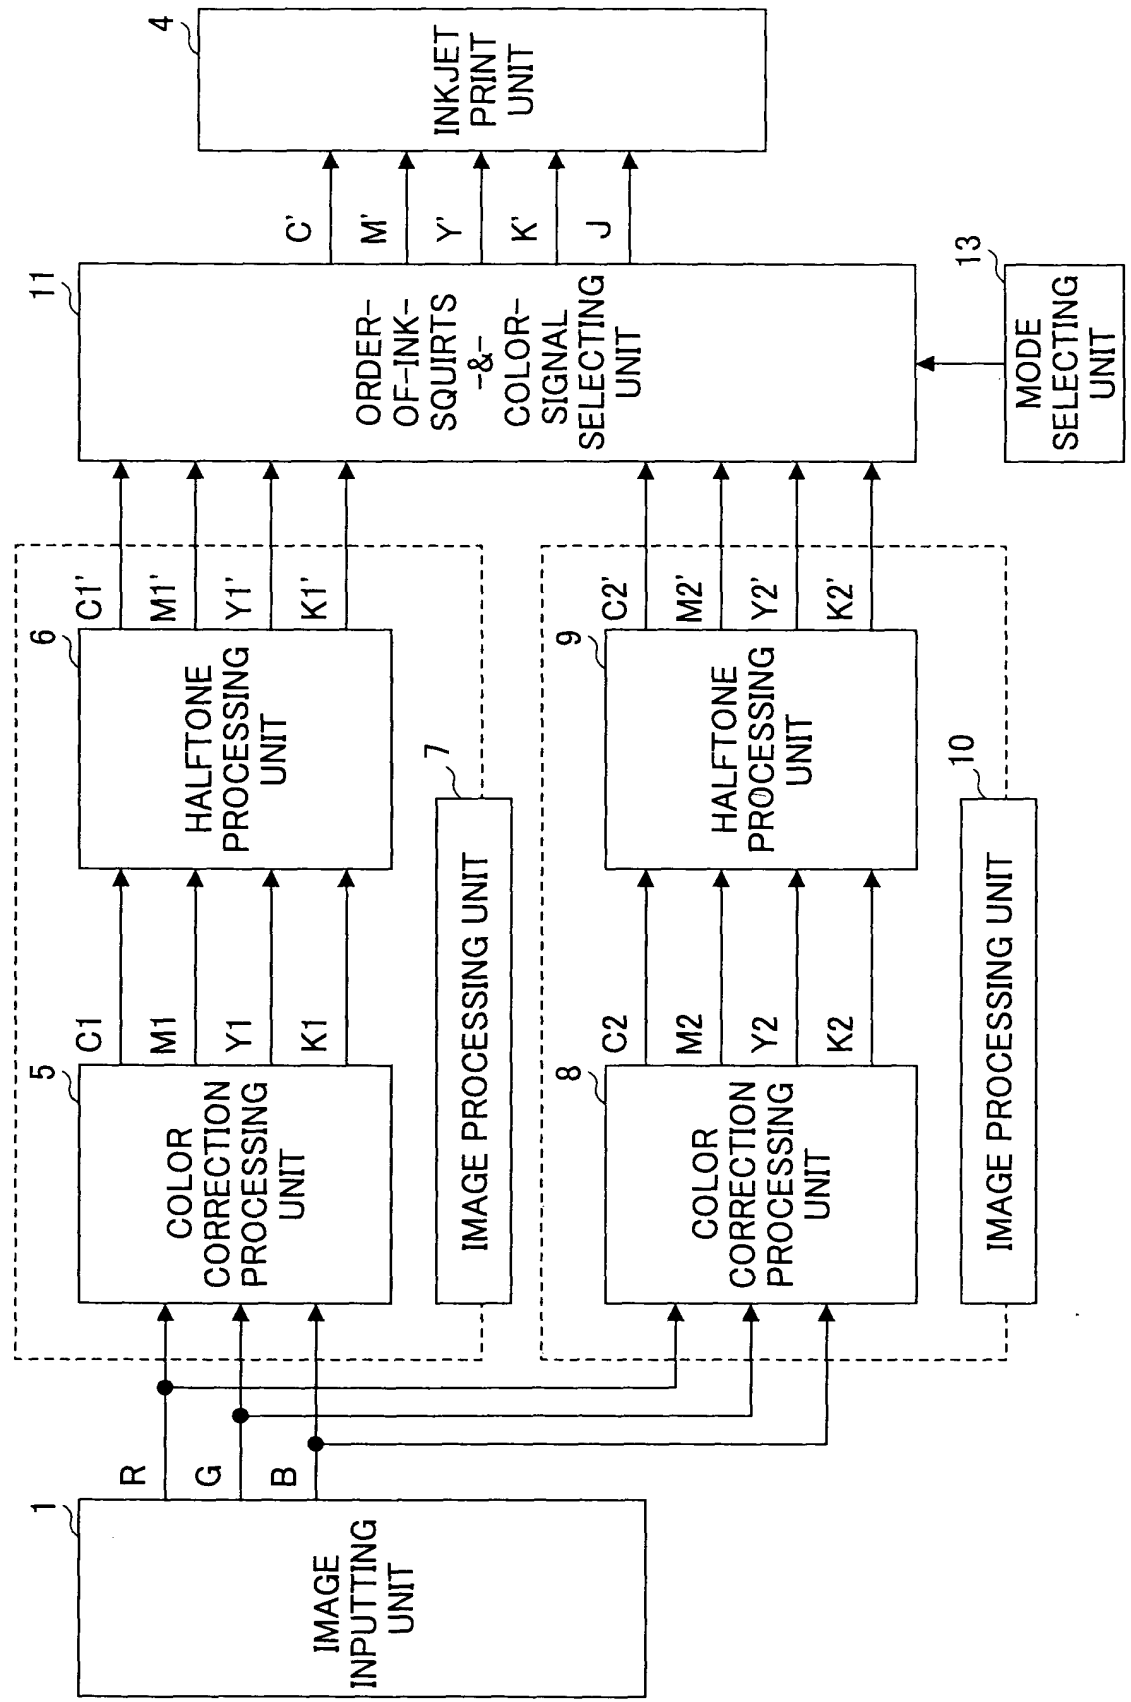 1
IMAGE
INPUTTING
UNIT
R
G
B
5
COLOR
CORRECTION
PROCESSING
UNIT
C1
M1
Y1
K1
6
HALFTONE
PROCESSING
UNIT
C1'
M1'
Y1'
K1'
7
IMAGE PROCESSING UNIT
8
COLOR
CORRECTION
PROCESSING
UNIT
C2
M2
Y2
K2
9
HALFTONE
PROCESSING
UNIT
C2'
M2'
Y2'
K2'
10
IMAGE PROCESSING UNIT
11
ORDER-
OF-INK-
SQUIRTS
-&-
COLOR-
SIGNAL
SELECTING
UNIT
13
MODE
SELECTING
UNIT
C'
M'
Y'
K'
J
4
INKJET
PRINT
UNIT